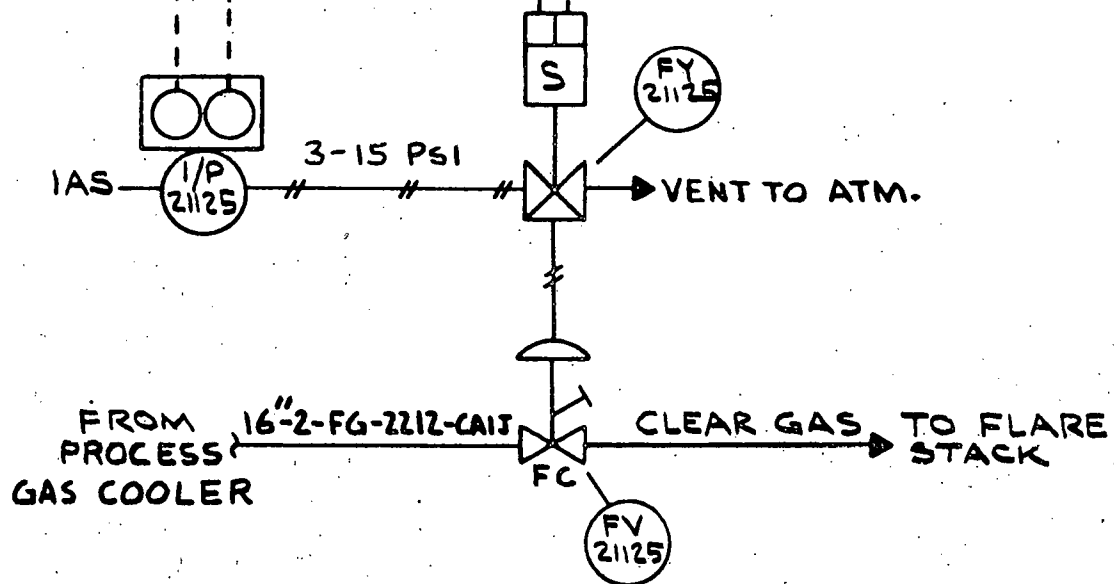 S
FY
21125
3-15 PSI
IAS
I/P
21125
VENT TO ATM.
FROM
PROCESS
GAS COOLER
16"-2-FG-2212-CA1J
CLEAR GAS
TO FLARE
STACK
FC
FV
21125